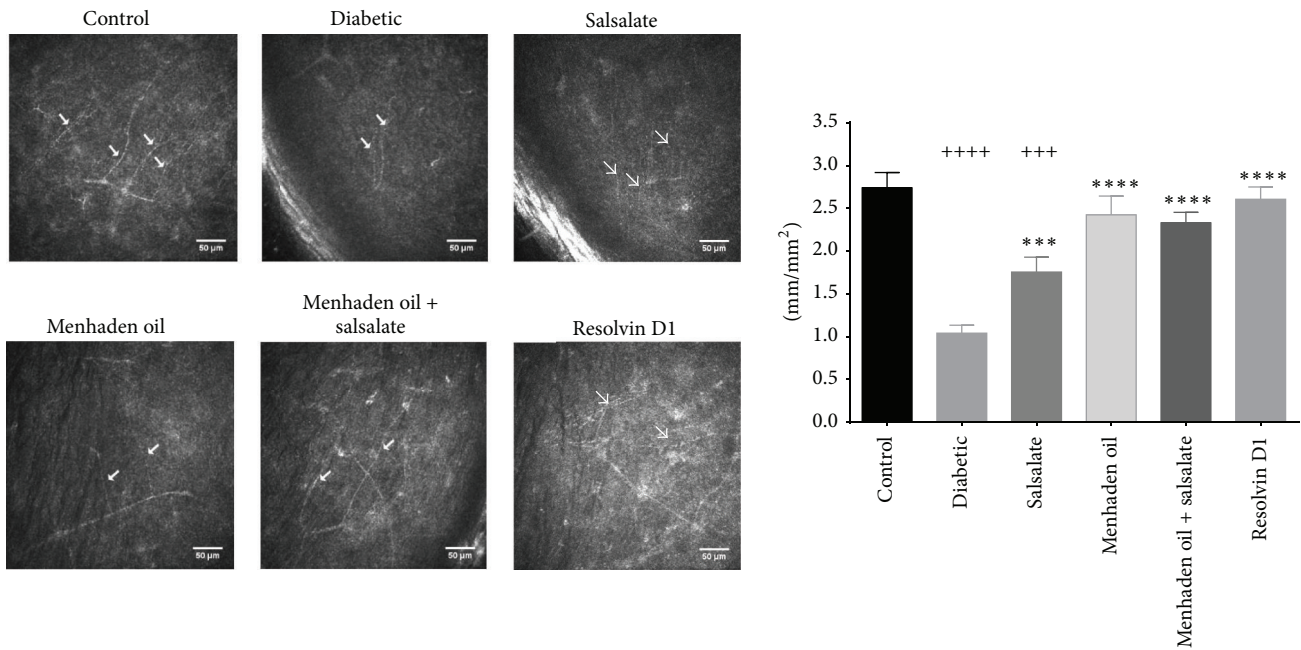 Control
Diabetic
Salsalate
50 μm
50 μm
50 μm
Menhaden oil
Menhaden oil +
salsalate
Resolvin D1
50 μm
50 μm
50 μm
(mm/mm²)
3.5
3.0
2.5
2.0
1.5
1.0
0.5
0.0
++++
+++
***
****
****
****
Control
Diabetic
Salsalate
Menhaden oil
Menhaden oil + salsalate
Resolvin D1